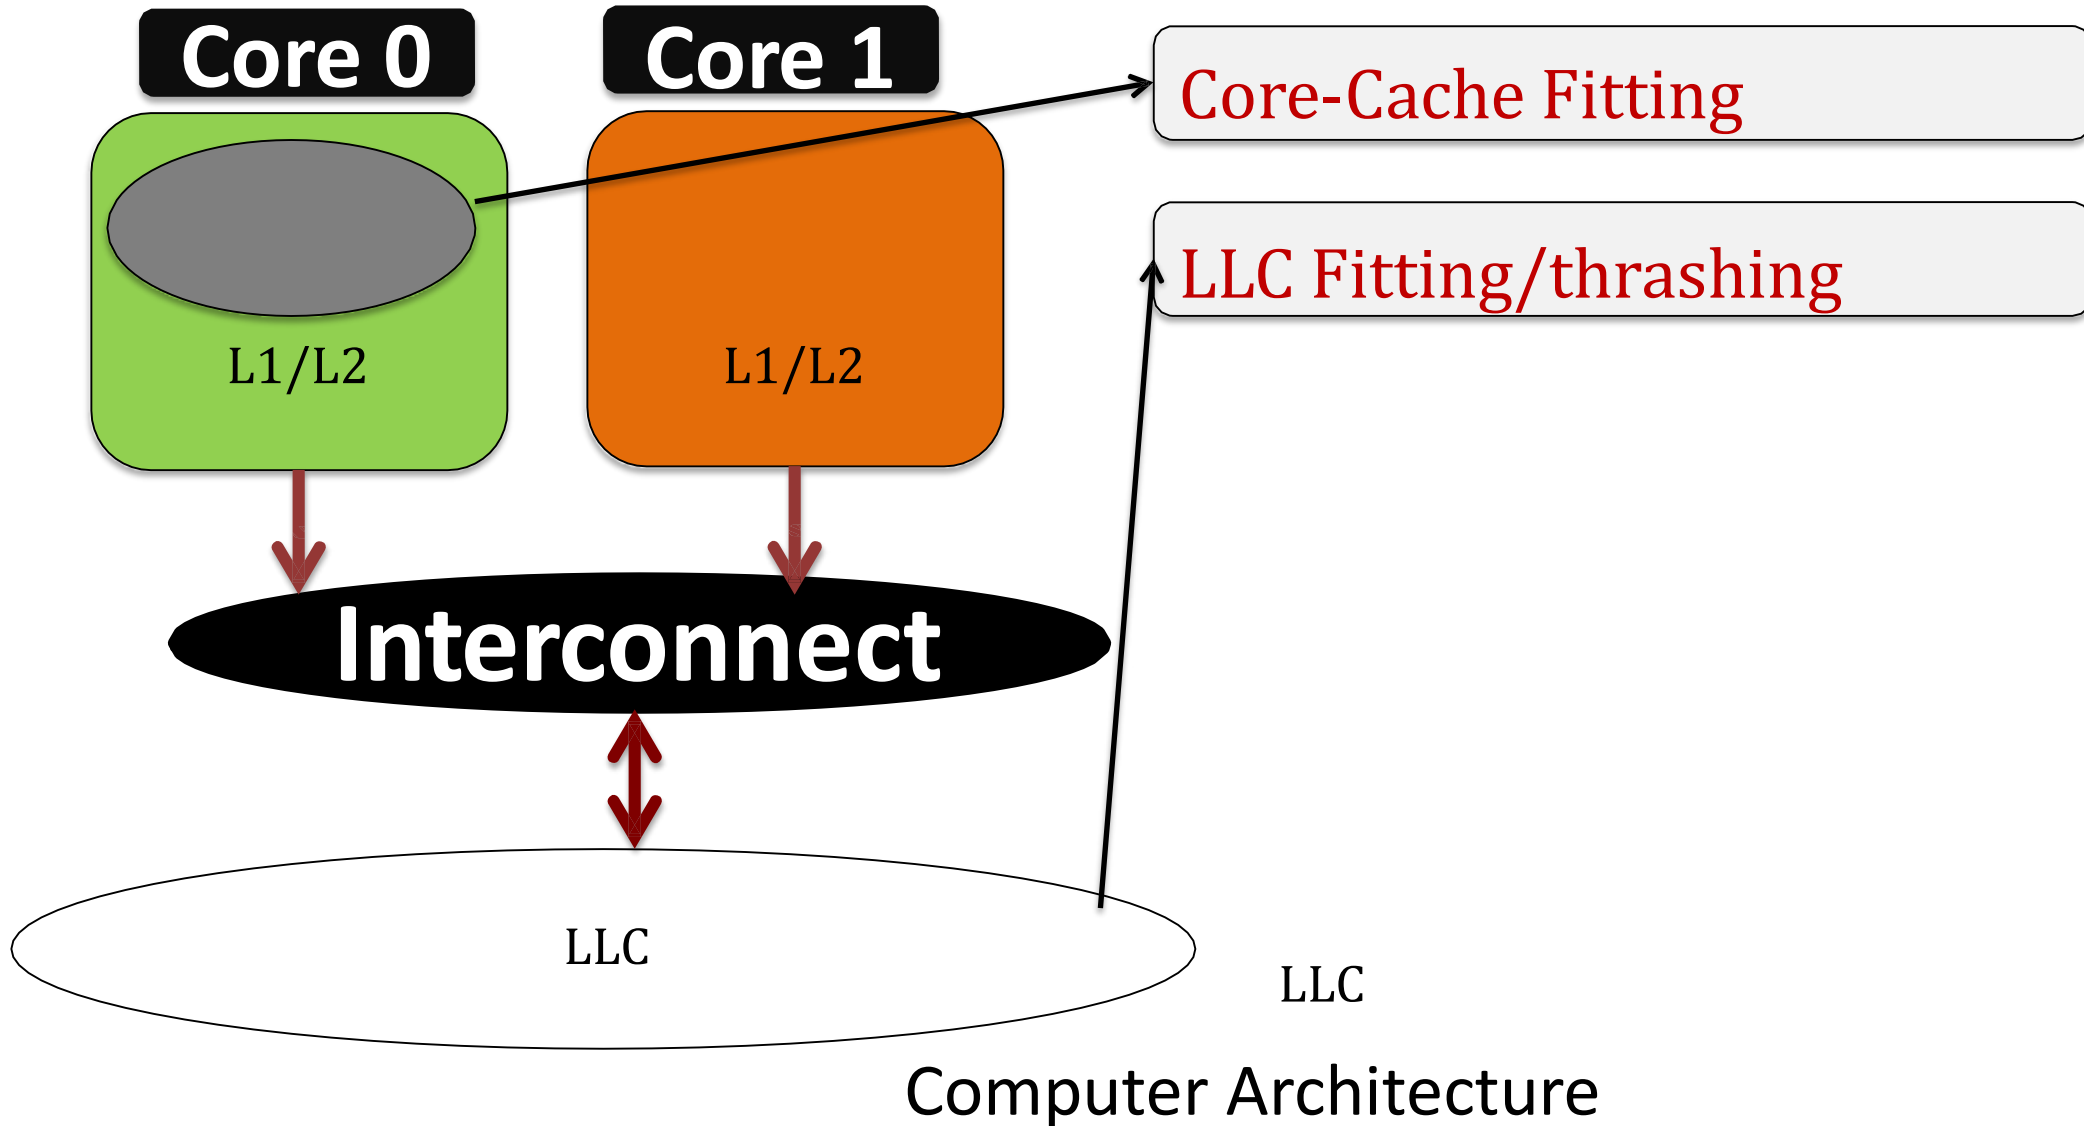 Core 0
Core 1
Core-Cache Fitting
LLC Fitting/thrashing
L1/L2
L1/L2
Interconnect
LLC
LLC
Computer Architecture